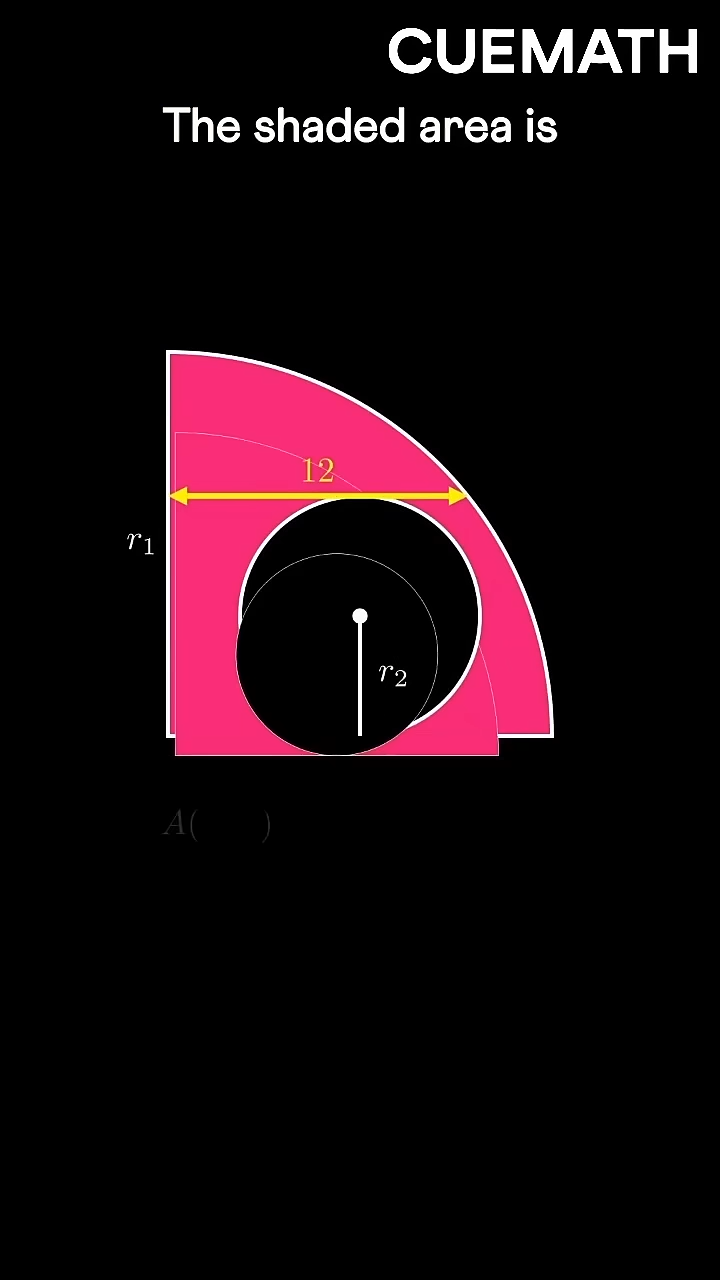 CUEMATH
The shaded area is
12
r₁
r₂
A( )